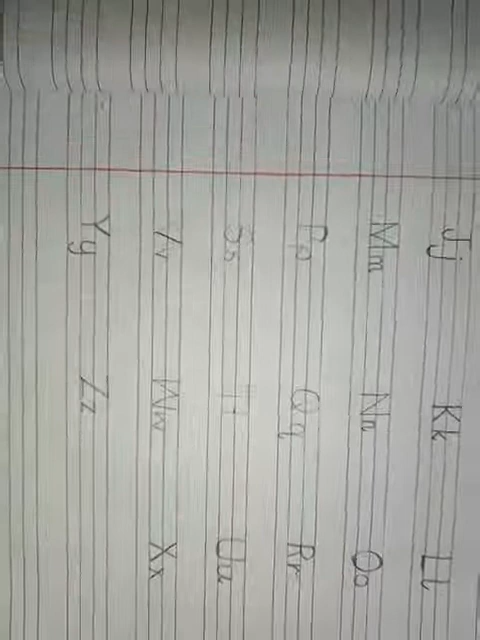 Jj Kk Ll
Mm Nn Oo
Pp Qq Rr
Ss Tt Uu
Vv Ww Xx
Yy Zz